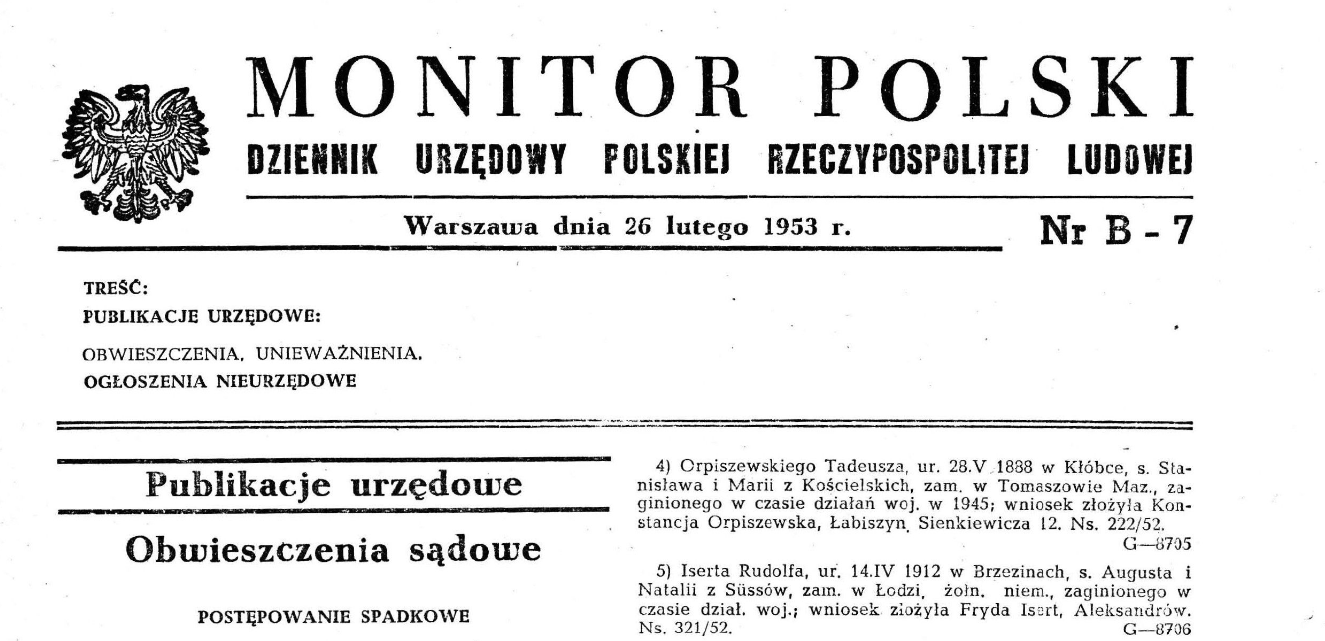 MONITOR POLSKI
DZIENNIK URZĘDOWY POLSKIEJ RZECZYPOSPOLITEJ LUDOWEJ
Warszawa dnia 26 lutego 1953 r.
Nr B - 7
TREŚĆ:
PUBLIKACJE URZĘDOWE:
OBWIESZCZENIA, UNIEWAŻNIENIA,
OGŁOSZENIA NIEURZĘDOWE
Publikacje urzędowe
Obwieszczenia sądowe
POSTĘPOWANIE SPADKOWE
4) Orpiszewskiego Tadeusza, ur. 28.V 1888 w Kłóbce, s. Sta-
nisława i Marii z Kościelskich, zam. w Tomaszowie Maz., za-
ginionego w czasie działań woj. w 1945; wniosek złożyła Kon-
stancja Orpiszewska, Łabiszyn, Sienkiewicza 12. Ns. 222/52.
G—8705
5) Iserta Rudolfa, ur. 14.IV 1912 w Brzezinach, s. Augusta i
Natalii z Süssów, zam. w Łodzi, żołn. niem., zaginionego w
czasie dział. woj.; wniosek złożyła Fryda Isert, Aleksandrów.
Ns. 321/52.
G—8706